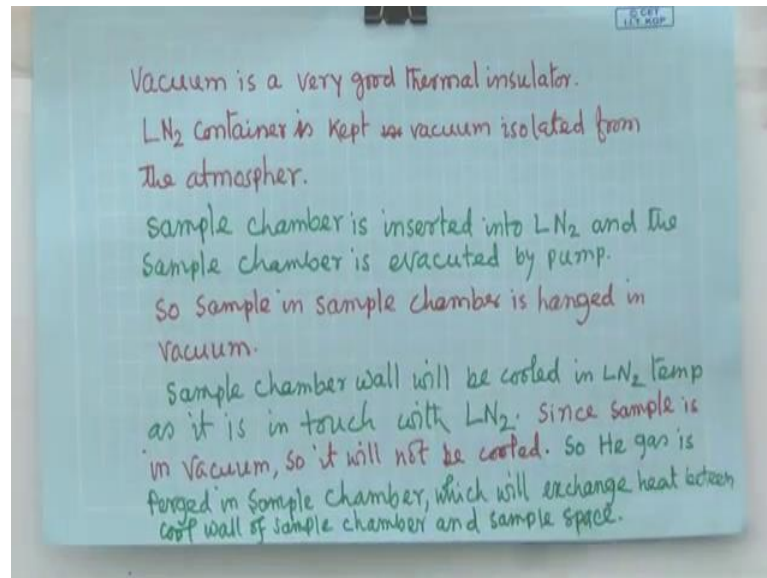 © CET
I.I.T. KGP
Vacuum is a very good thermal insulator.
LN2 Container is kept vacuum isolated from
the atmospher.
Sample chamber is inserted into LN2 and the
Sample chamber is evacuted by pump.
So Sample in sample chamber is hanged in
vacuum.
Sample chamber wall will be cooled in LN2 temp
as it is in touch with LN2. Since sample is
in vacuum, so it will not be cooled. So He gas is
perged in Sample chamber, which will exchange heat between
cool wall of sample chamber and sample space.